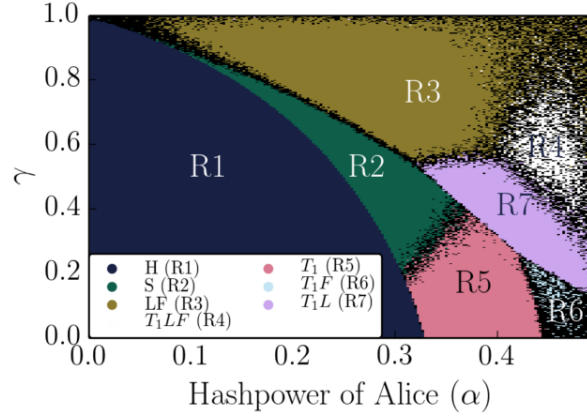 1.0
0.8
0.6
0.4
0.2
0.0
γ
R1
R2
R3
R4
R7
R5
R6
H (R1)
S (R2)
LF (R3)
T₁LF (R4)
T₁ (R5)
T₁F (R6)
T₁L (R7)
0.0 0.1 0.2 0.3 0.4
Hashpower of Alice (α)